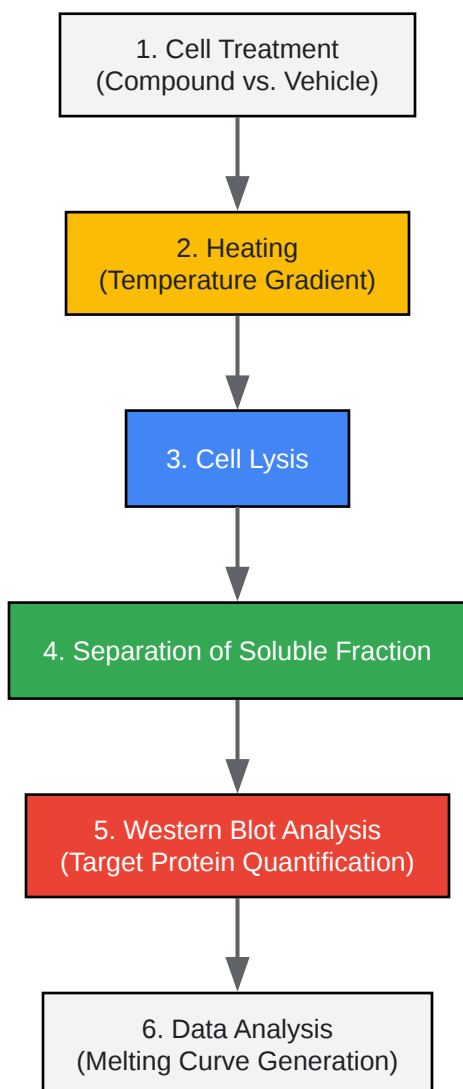 1. Cell Treatment
(Compound vs. Vehicle)
2. Heating
(Temperature Gradient)
3. Cell Lysis
4. Separation of Soluble Fraction
5. Western Blot Analysis
(Target Protein Quantification)
6. Data Analysis
(Melting Curve Generation)